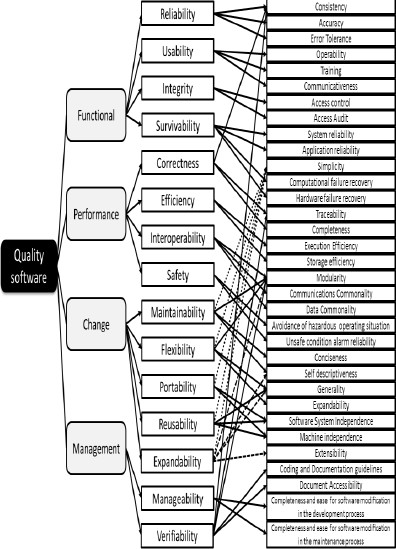 Quality
software
Functional
Performance
Change
Management
Reliability
Usability
Integrity
Survivability
Correctness
Efficiency
Interoperability
Safety
Maintainability
Flexibility
Portability
Reusability
Expandability
Manageability
Verifiability
Consistency
Accuracy
Error Tolerance
Operability
Training
Communicativeness
Access control
Access Audit
System reliability
Application reliability
Simplicity
Computational failure recovery
Hardware failure recovery
Traceability
Completeness
Execution Efficiency
Storage efficiency
Modularity
Communications Commonality
Data Commonality
Avoidance of hazardous operating situation
Unsafe condition alarm reliability
Conciseness
Self descriptiveness
Generality
Expandability
Software System independence
Machine independence
Extensibility
Coding and Documentation guidelines
Document Accessibility
Completeness and ease for software modification
in the development process
Completeness and ease for software modification
in the maintenance process